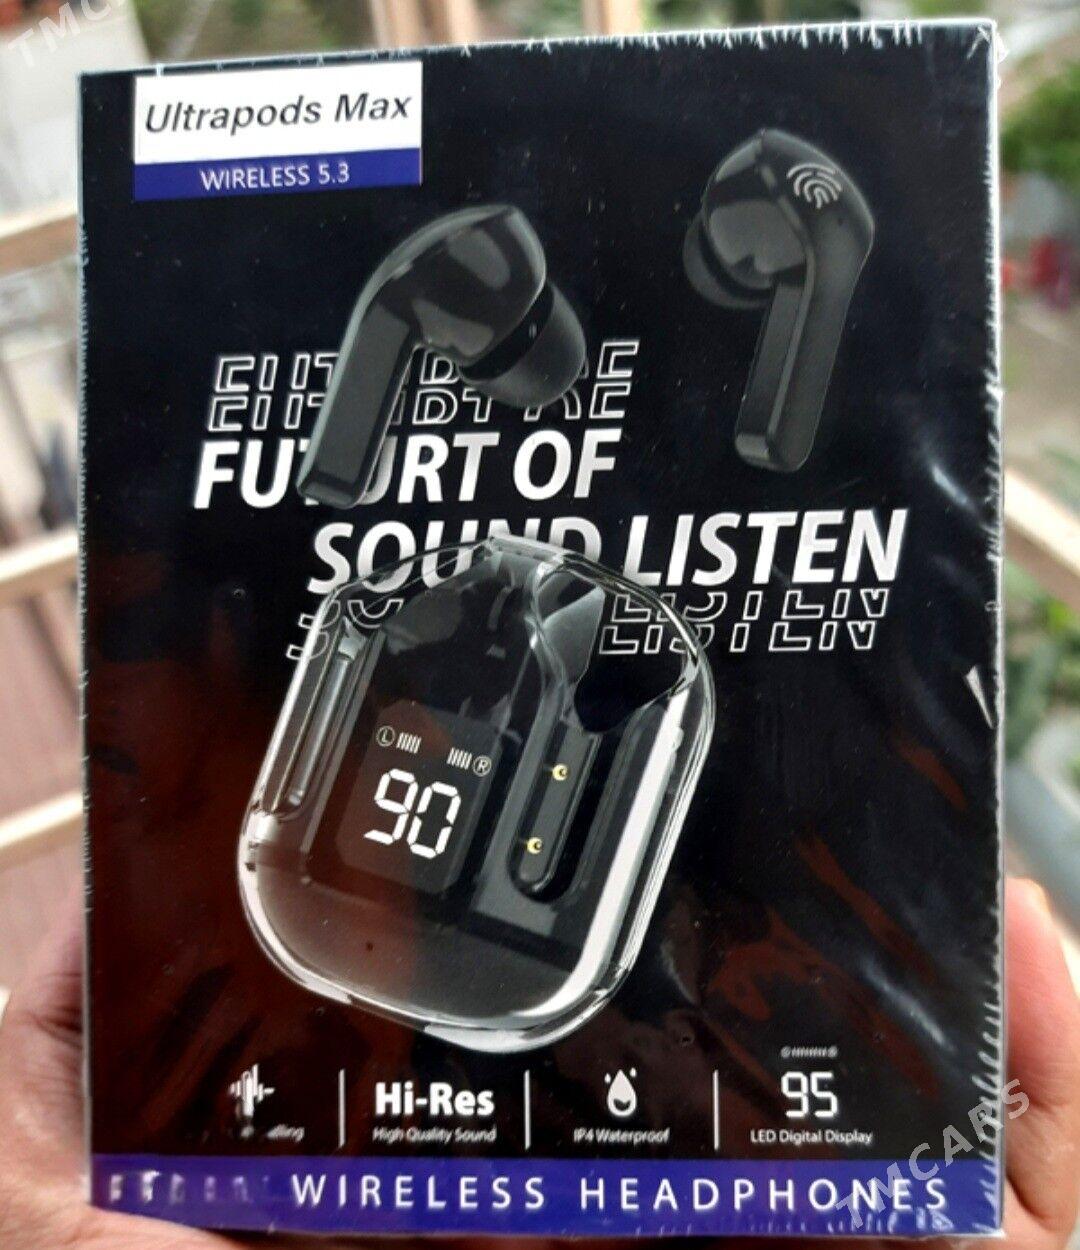 Ultrapods Max
WIRELESS 5.3
FUTURT OF
SOUND LISTEN
L R
90
Hi-Res
High Quality Sound
IP4 Waterproof
95
LED Digital Display
WIRELESS HEADPHONES
TMCARS